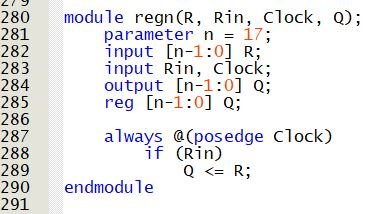 280 module regn(R, Rin, Clock, Q);
281     parameter n = 17;
282     input [n-1:0] R;
283     input Rin, Clock;
284     output [n-1:0] Q;
285     reg [n-1:0] Q;
286
287     always @(posedge Clock)
288         if (Rin)
289             Q <= R;
290 endmodule
291